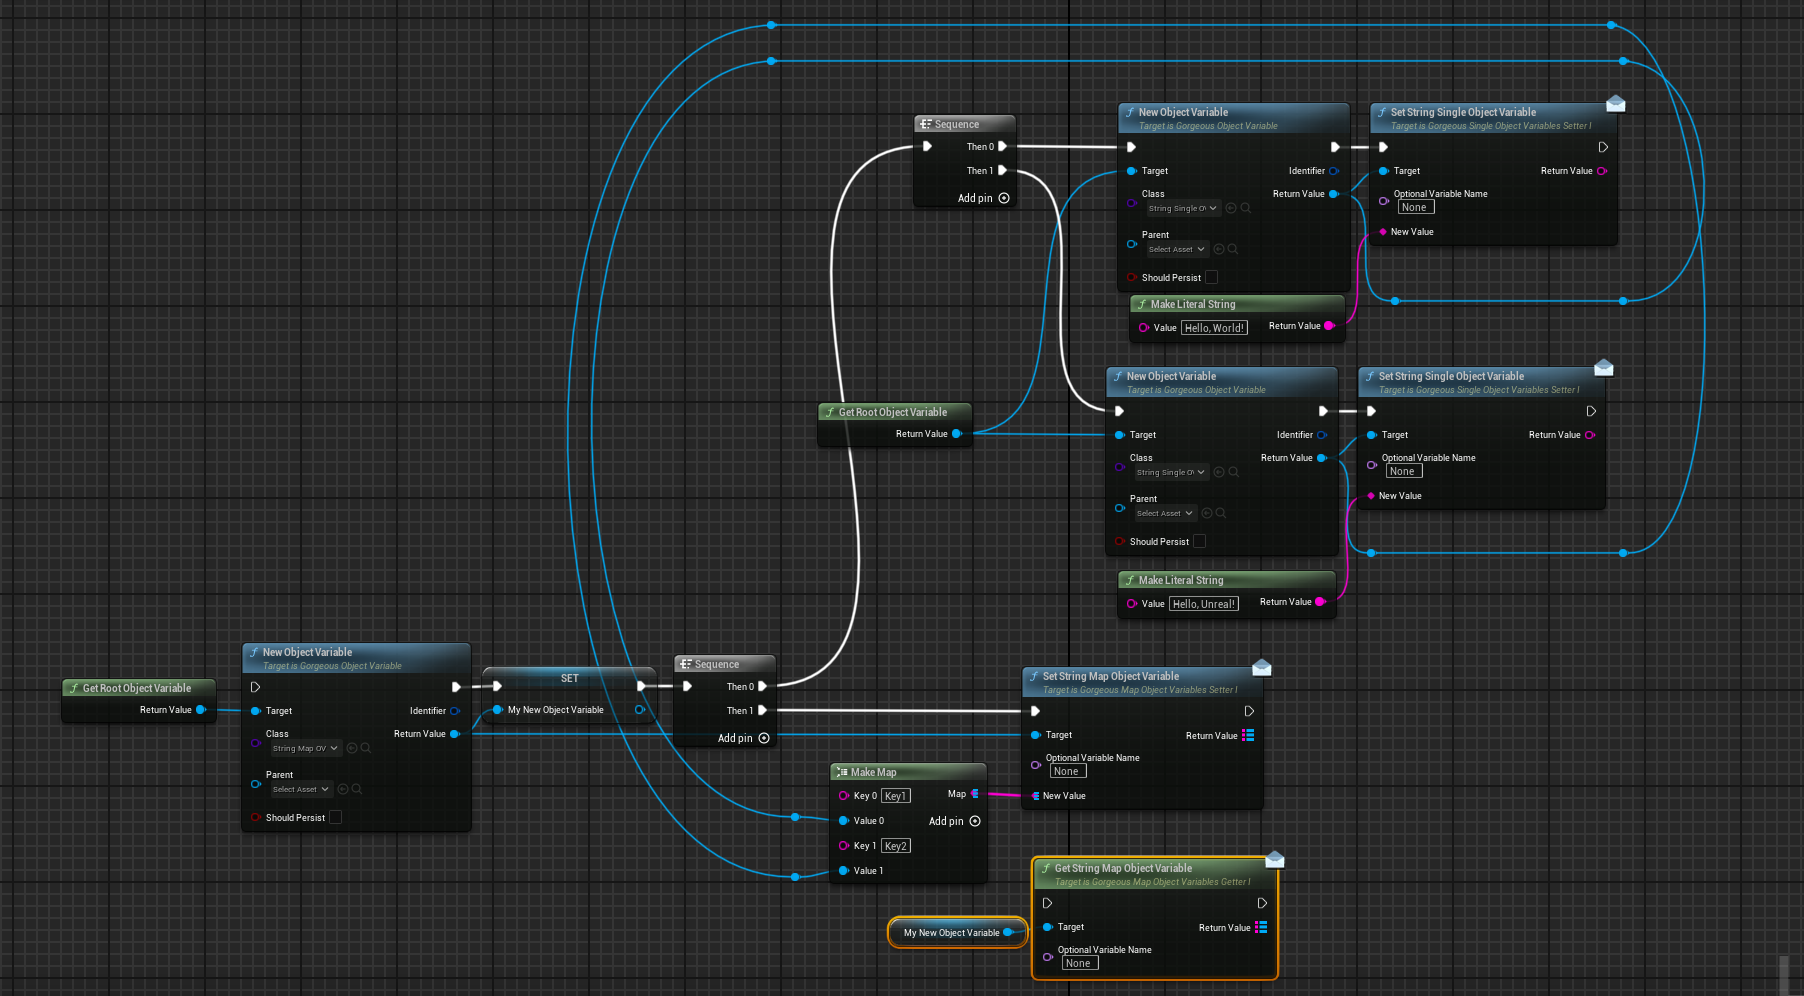 Sequence
Then 0
Then 1
Add pin
New Object Variable
Target is Gorgeous Object Variable
Target
Identifier
Class
Return Value
String Single O
Parent
Select Asset
Should Persist
Set String Single Object Variable
Target is Gorgeous Single Object Variables Setter I
Target
Return Value
Optional Variable Name
None
New Value
Make Literal String
Value Hello, World!
Return Value
Get Root Object Variable
Return Value
New Object Variable
Target is Gorgeous Object Variable
Target
Identifier
Class
Return Value
String Single O
Parent
Select Asset
Should Persist
Set String Single Object Variable
Target is Gorgeous Single Object Variables Setter I
Target
Return Value
Optional Variable Name
None
New Value
Make Literal String
Value Hello, Unreal!
Return Value
Get Root Object Variable
Return Value
New Object Variable
Target is Gorgeous Object Variable
Target
Identifier
Class
Return Value
String Map OV
Parent
Select Asset
Should Persist
SET
My New Object Variable
Sequence
Then 0
Then 1
Add pin
Set String Map Object Variable
Target is Gorgeous Map Object Variables Setter I
Target
Return Value
Optional Variable Name
None
New Value
Make Map
Key 0 Key1
Map
Value 0
Add pin
Key 1 Key2
Value 1
My New Object Variable
Get String Map Object Variable
Target is Gorgeous Map Object Variables Getter I
Target
Return Value
Optional Variable Name
None